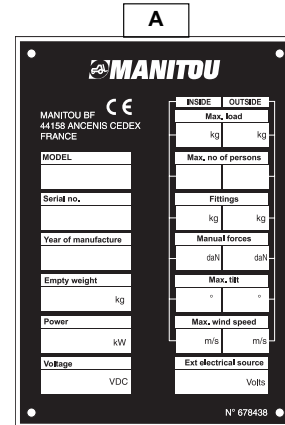 A
MANITOU
MANITOU BF CE
44158 ANCENIS CEDEX
FRANCE
MODEL
Serial no.
Year of manufacture
Empty weight
kg
Power
kW
Voltage
VDC
INSIDE OUTSIDE
Max. load
kg kg
Max. no of persons
Fittings
kg kg
Manual forces
daN daN
Max. tilt
° °
Max. wind speed
m/s m/s
Ext electrical source
Volts
N° 678438